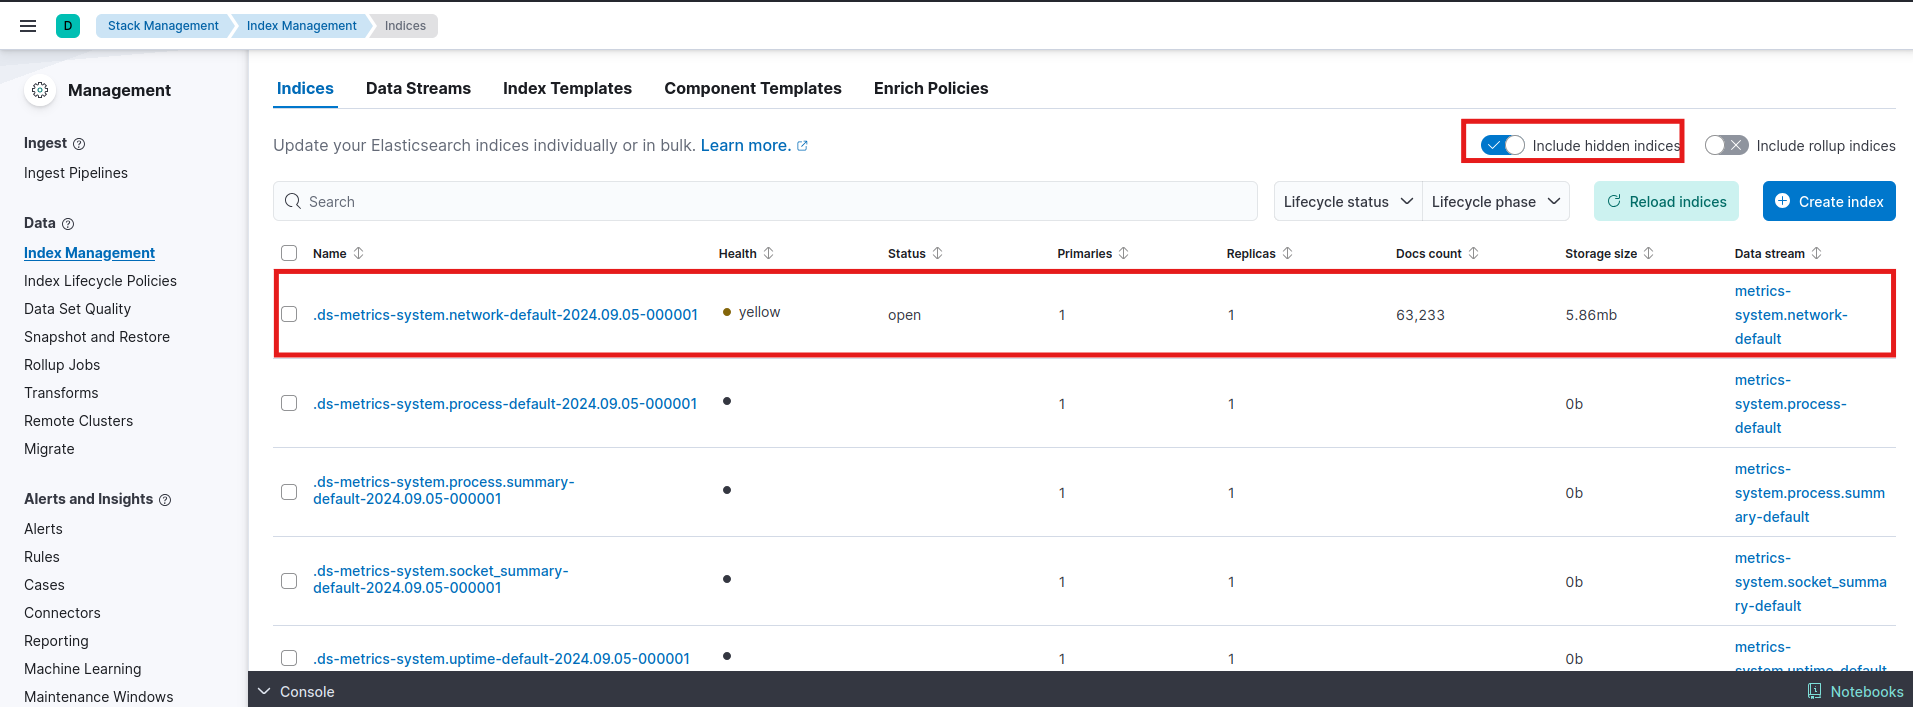 D
Stack Management
Index Management
Indices
Management
Ingest
Ingest Pipelines
Data
Index Management
Index Lifecycle Policies
Data Set Quality
Snapshot and Restore
Rollup Jobs
Transforms
Remote Clusters
Migrate
Alerts and Insights
Alerts
Rules
Cases
Connectors
Reporting
Machine Learning
Maintenance Windows
Indices
Data Streams
Index Templates
Component Templates
Enrich Policies
Update your Elasticsearch indices individually or in bulk. Learn more.
Include hidden indices
Include rollup indices
Search
Lifecycle status
Lifecycle phase
Reload indices
Create index
Name
Health
Status
Primaries
Replicas
Docs count
Storage size
Data stream
.ds-metrics-system.network-default-2024.09.05-000001
yellow
open
1
1
63,233
5.86mb
metrics-
system.network-
default
.ds-metrics-system.process-default-2024.09.05-000001
1
1
0b
metrics-
system.process-
default
.ds-metrics-system.process.summary-
default-2024.09.05-000001
1
1
0b
metrics-
system.process.summ
ary-default
.ds-metrics-system.socket_summary-
default-2024.09.05-000001
1
1
0b
metrics-
system.socket_summa
ry-default
.ds-metrics-system.uptime-default-2024.09.05-000001
1
1
0b
metrics-
system.uptime-default
Console
Notebooks